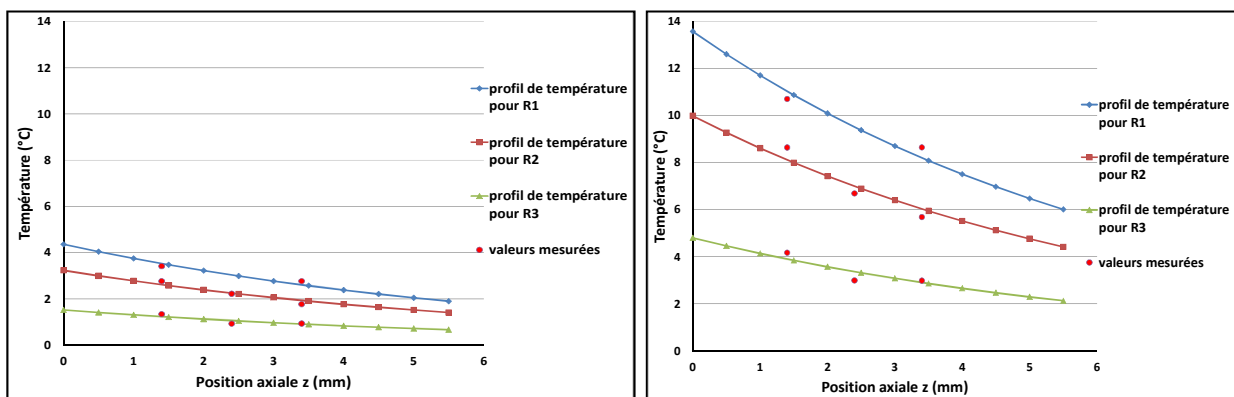 14
12
10
8
6
4
2
0
Température (°C)
0 1 2 3 4 5 6
Position axiale z (mm)
profil de température
pour R1
profil de température
pour R2
profil de température
pour R3
valeurs mesurées
14
12
10
8
6
4
2
0
Température (°C)
0 1 2 3 4 5 6
Position axiale z (mm)
profil de température
pour R1
profil de température
pour R2
profil de température
pour R3
valeurs mesurées